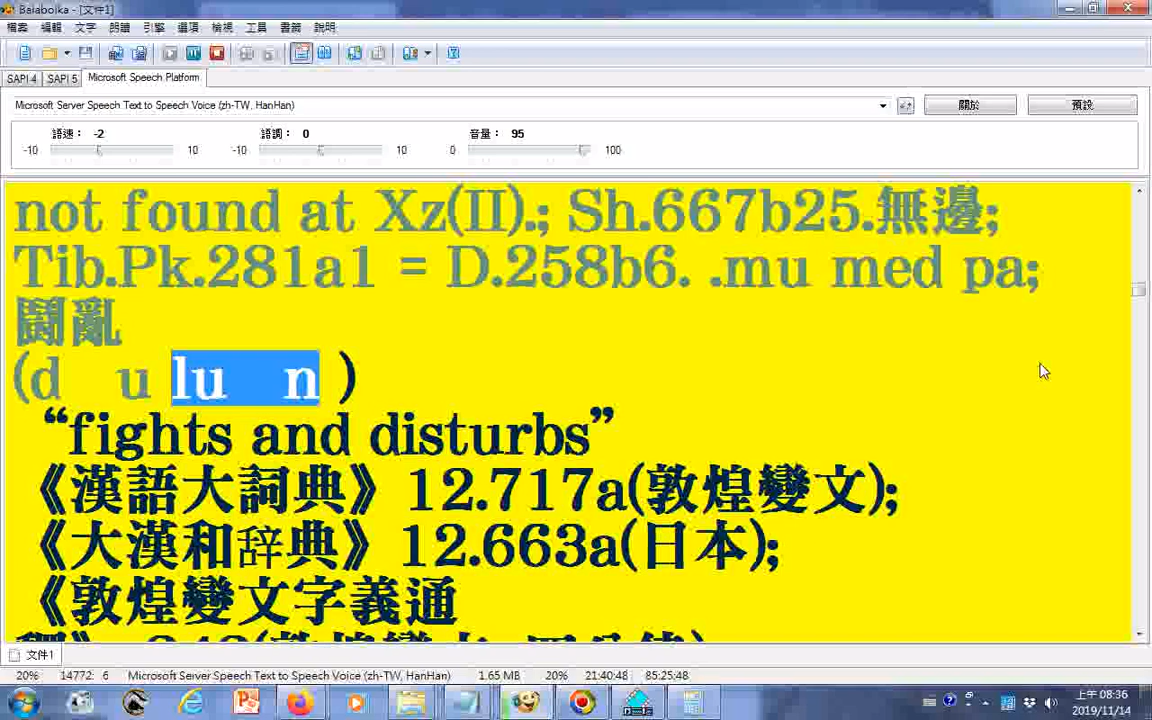 Balabolka - [文件1]
檔案 編輯 文字 朗讀 引擎 選項 檢視 工具 書籤 說明
SAPI 4 SAPI 5 Microsoft Speech Platform
Microsoft Server Speech Text to Speech Voice (zh-TW, HanHan) 關於 預設
語速： -2 語調： 0 音量： 95
-10 10 -10 10 0 100
not found at Xz(II).; Sh.667b25.無邊;
Tib.Pk.281a1 = D.258b6. .mu med pa;
鬪亂
(d u lu n )
“fights and disturbs”
《漢語大詞典》12.717a(敦煌變文);
《大漢和辞典》12.663a(日本);
《敦煌變文字義通
文件1
20% 14772: 6 Microsoft Server Speech Text to Speech Voice (zh-TW, HanHan) 1.65 MB 20% 21:40:48 85:25:48
上午 08:36
2019/11/14